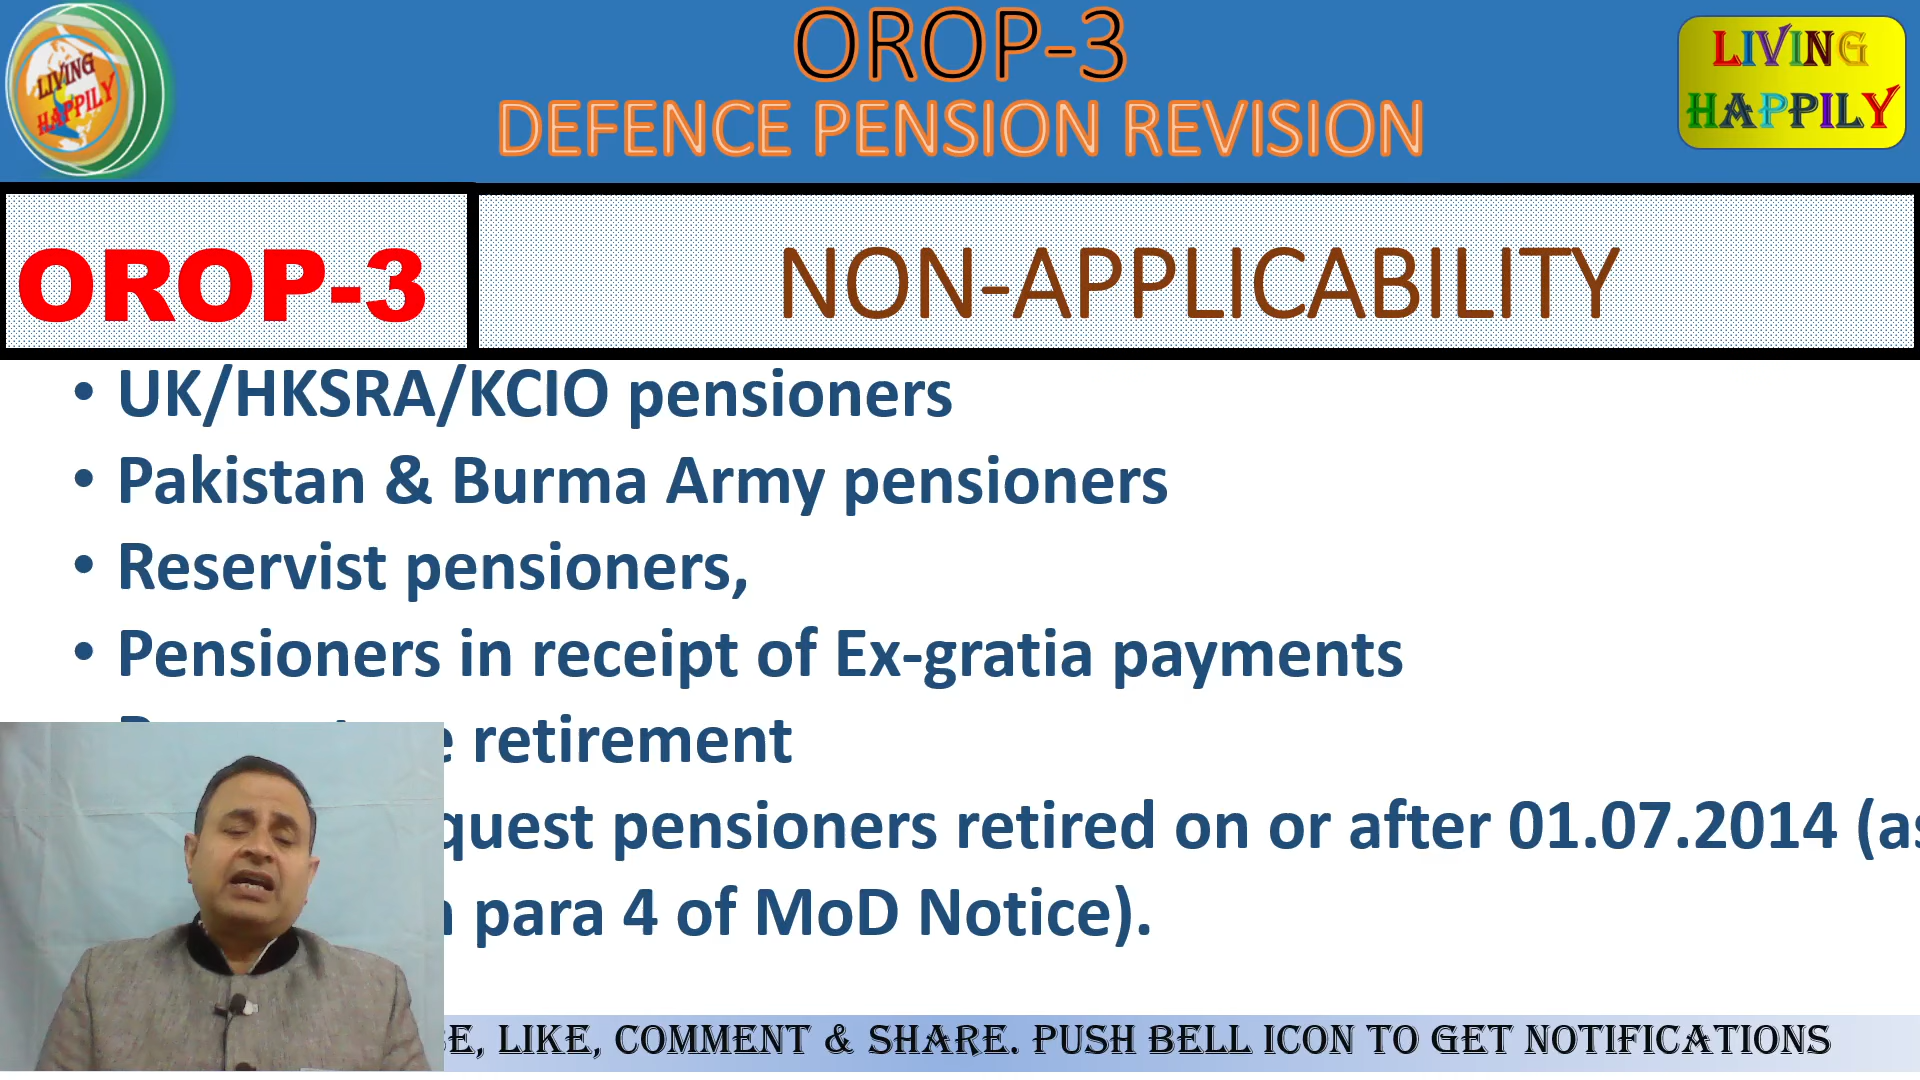 LIVING
HAPPILY
OROP-3
DEFENCE PENSION REVISION
LIVING
HAPPILY
OROP-3
NON-APPLICABILITY
• UK/HKSRA/KCIO pensioners
• Pakistan & Burma Army pensioners
• Reservist pensioners,
• Pensioners in receipt of Ex-gratia payments
retirement
pensioners retired on or after 01.07.2014 (as
para 4 of MoD Notice).
LIKE, COMMENT & SHARE. PUSH BELL ICON TO GET NOTIFICATIONS